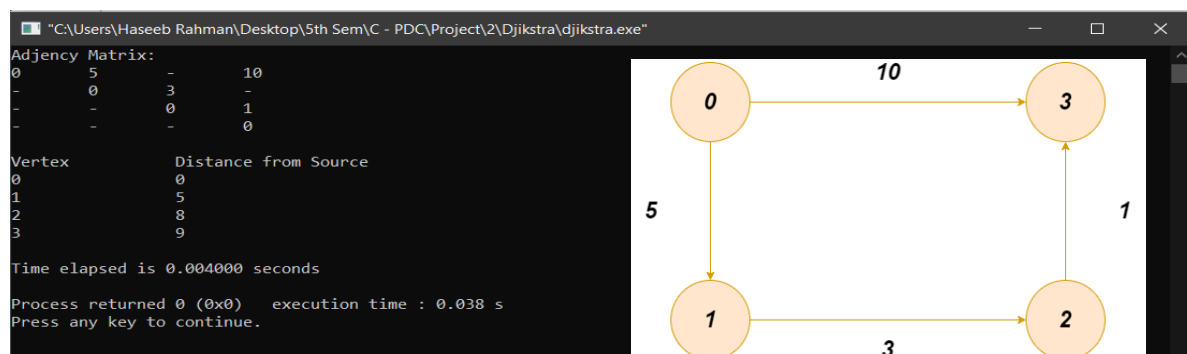 "C:\Users\Haseeb Rahman\Desktop\5th Sem\C - PDC\Project\2\Djikstra\djikstra.exe"
Adjency Matrix:
0 5 - 10
- 0 3 -
- - 0 1
- - - 0
Vertex Distance from Source
0 0
1 5
2 8
3 9
Time elapsed is 0.004000 seconds
Process returned 0 (0x0) execution time : 0.038 s
Press any key to continue.
10
0 3
5 1
1 2
3